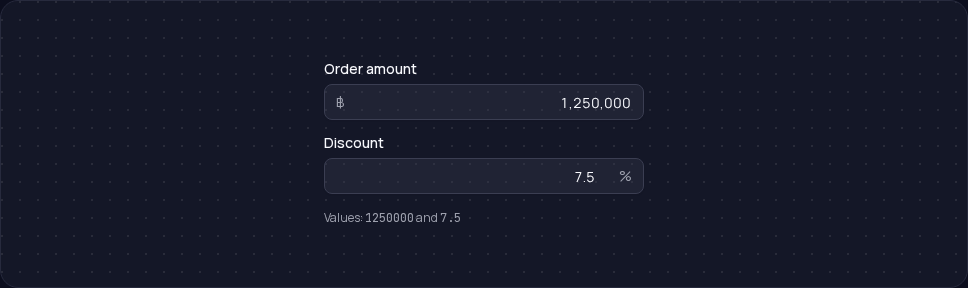 Order amount
฿ 1,250,000
Discount
7.5 %
Values: 1250000 and 7.5